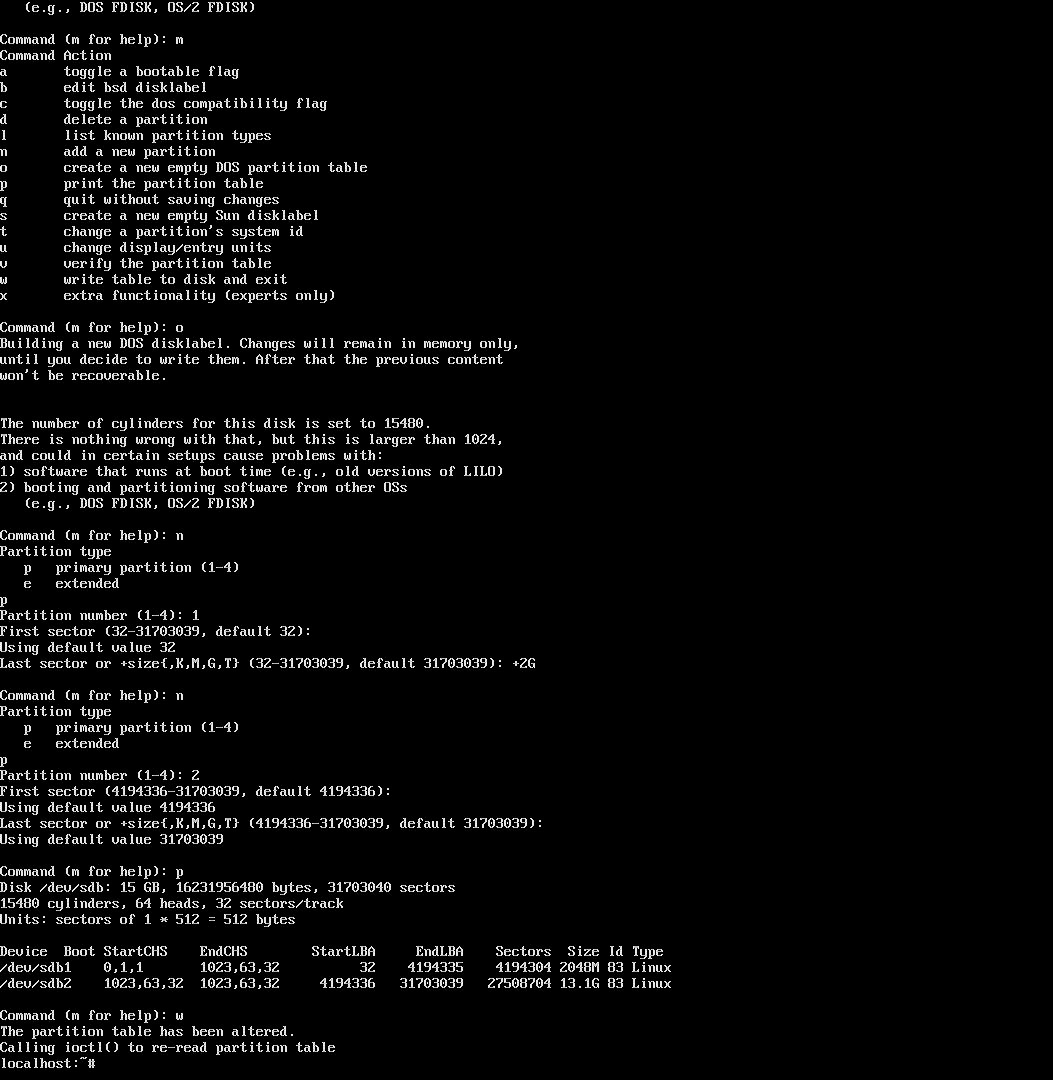 (e.g., DOS FDISK, OS/2 FDISK)

Command (m for help): m
Command Action
a       toggle a bootable flag
b       edit bsd disklabel
c       toggle the dos compatibility flag
d       delete a partition
l       list known partition types
n       add a new partition
o       create a new empty DOS partition table
p       print the partition table
q       quit without saving changes
s       create a new empty Sun disklabel
t       change a partition's system id
u       change display/entry units
v       verify the partition table
w       write table to disk and exit
x       extra functionality (experts only)

Command (m for help): o
Building a new DOS disklabel. Changes will remain in memory only,
until you decide to write them. After that the previous content
won't be recoverable.


The number of cylinders for this disk is set to 15480.
There is nothing wrong with that, but this is larger than 1024,
and could in certain setups cause problems with:
1) software that runs at boot time (e.g., old versions of LILO)
2) booting and partitioning software from other OSs
   (e.g., DOS FDISK, OS/2 FDISK)

Command (m for help): n
Partition type
   p   primary partition (1-4)
   e   extended
p
Partition number (1-4): 1
First sector (32-31703039, default 32):
Using default value 32
Last sector or +size{,K,M,G,T} (32-31703039, default 31703039): +2G

Command (m for help): n
Partition type
   p   primary partition (1-4)
   e   extended
p
Partition number (1-4): 2
First sector (4194336-31703039, default 4194336):
Using default value 4194336
Last sector or +size{,K,M,G,T} (4194336-31703039, default 31703039):
Using default value 31703039

Command (m for help): p
Disk /dev/sdb: 15 GB, 16231956480 bytes, 31703040 sectors
15480 cylinders, 64 heads, 32 sectors/track
Units: sectors of 1 * 512 = 512 bytes

Device  Boot StartCHS    EndCHS        StartLBA     EndLBA    Sectors  Size Id Type
/dev/sdb1    0,1,1       1023,63,32          32    4194335    4194304 2048M 83 Linux
/dev/sdb2    1023,63,32  1023,63,32     4194336   31703039   27508704 13.1G 83 Linux

Command (m for help): w
The partition table has been altered.
Calling ioctl() to re-read partition table
localhost:~#